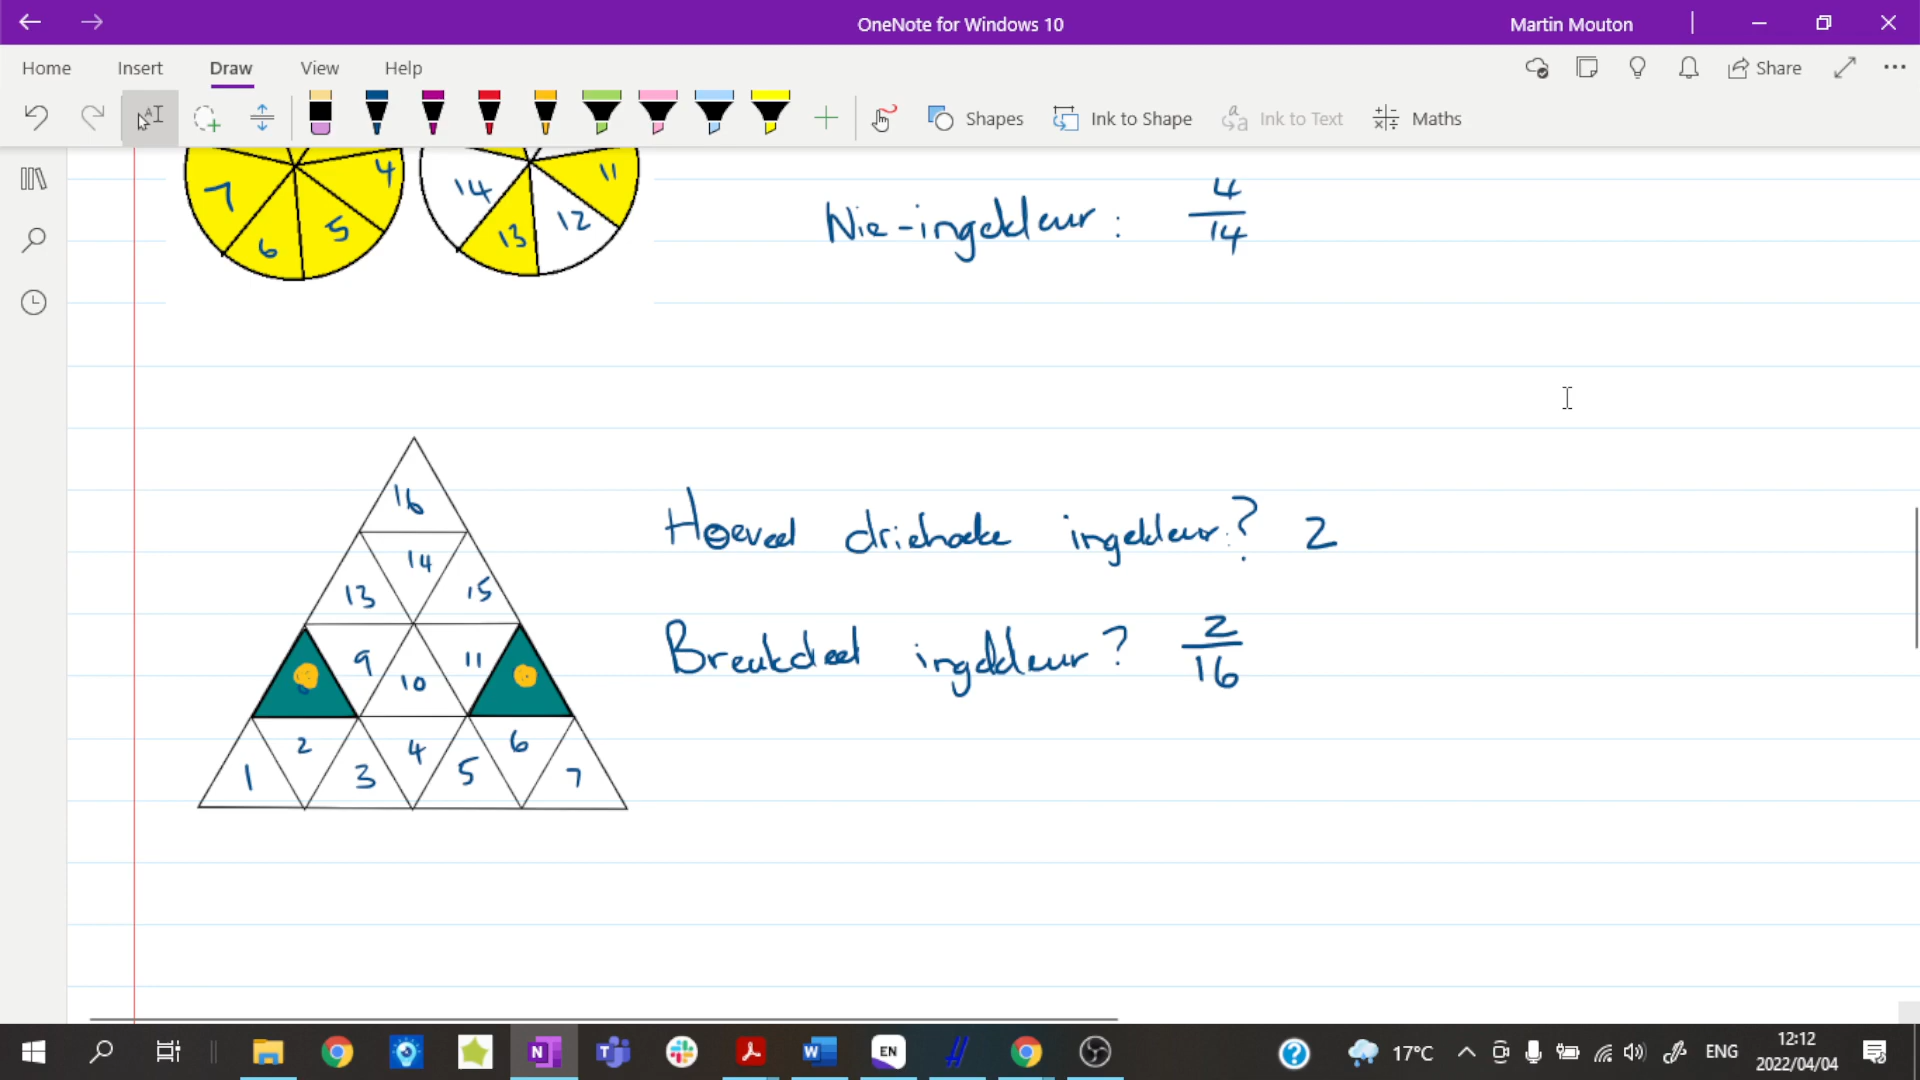 OneNote for Windows 10
Martin Mouton
Home Insert Draw View Help
Share
Shapes Ink to Shape Ink to Text Maths
7 4 14 11
6 5 13 12
Nie-ingekleur: 4/14
16
14
13 15
9 10 11
2 4 6
1 3 5 7
Hoeveel driehoeke ingekleur? 2
Breukdeel ingekleur? 2/16
EN
17°C
ENG
12:12
2022/04/04